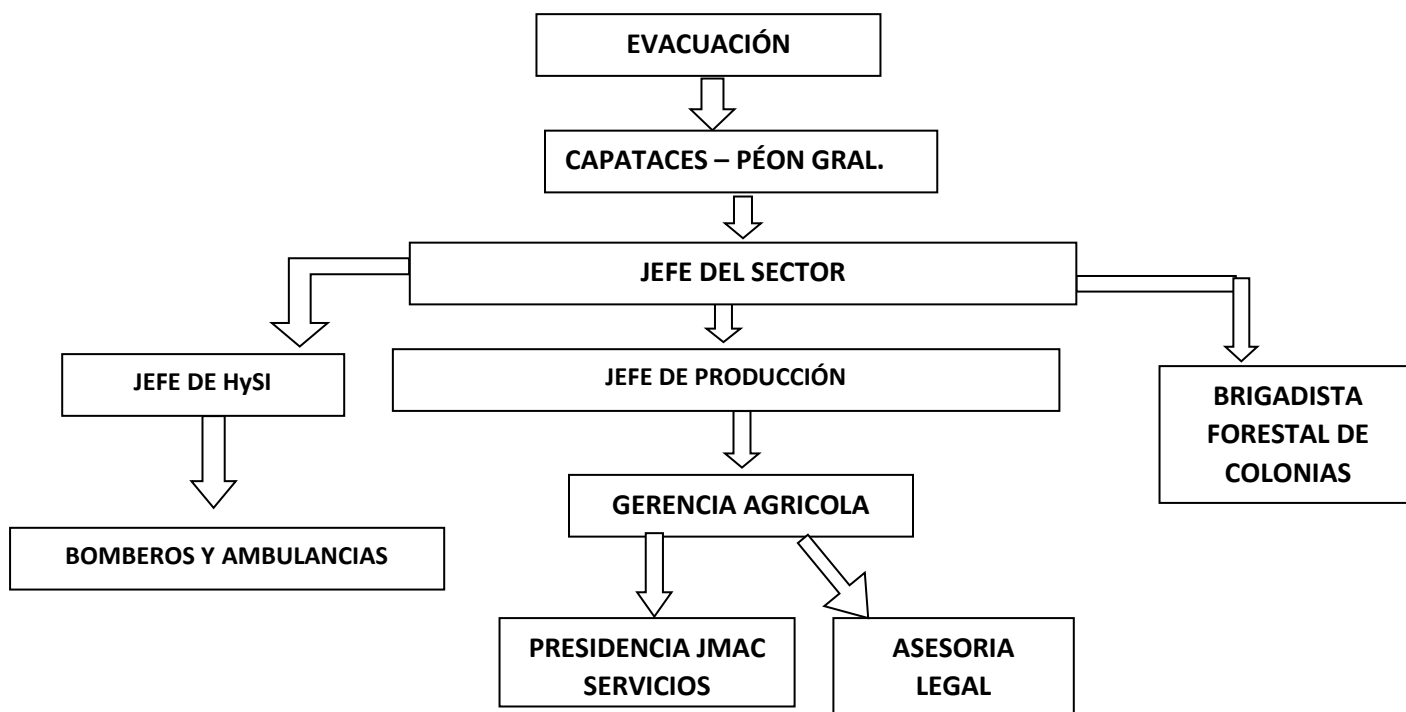 EVACUACIÓN
CAPATACES – PÉON GRAL.
JEFE DEL SECTOR
JEFE DE HySI
JEFE DE PRODUCCIÓN
BRIGADISTA
FORESTAL DE
COLONIAS
GERENCIA AGRICOLA
BOMBEROS Y AMBULANCIAS
PRESIDENCIA JMAC
SERVICIOS
ASESORIA
LEGAL